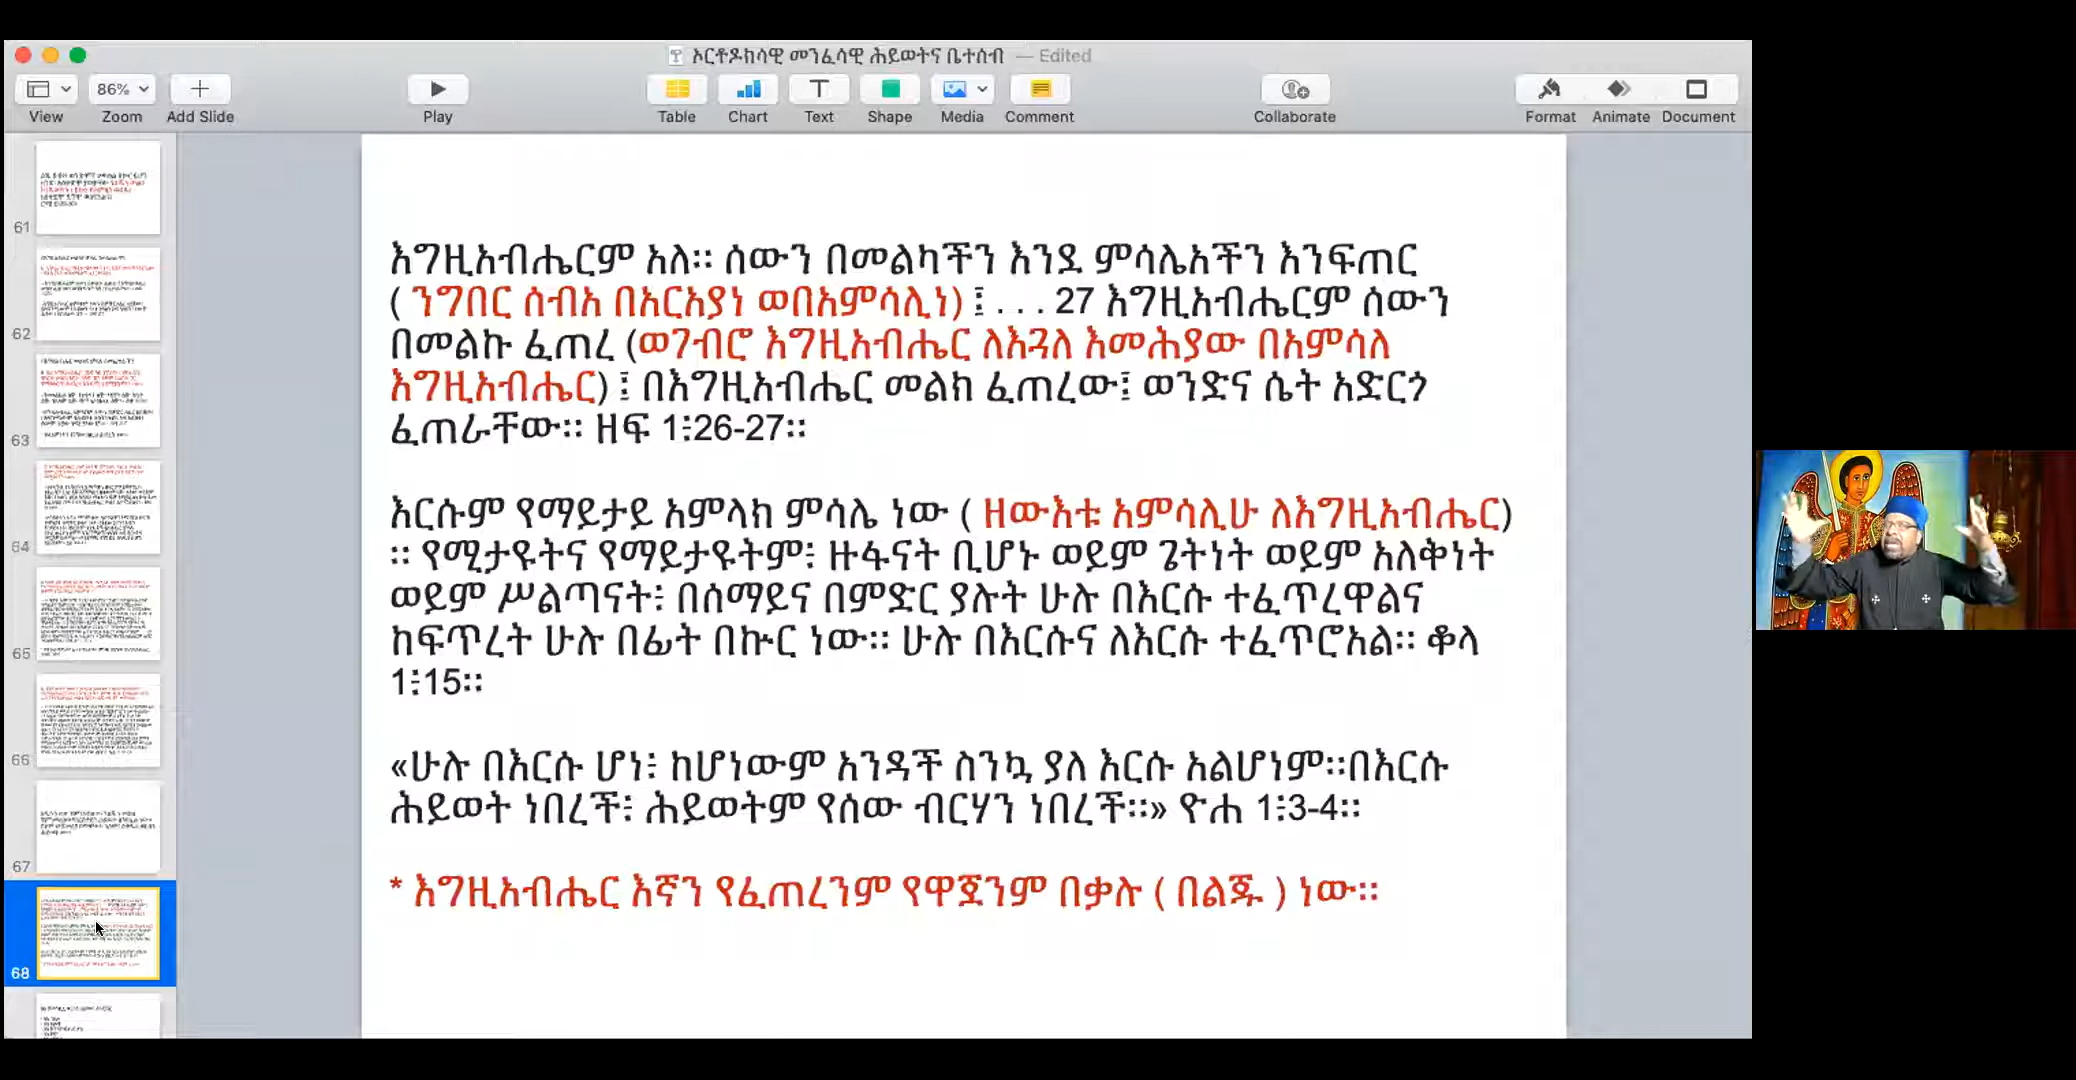 ኦርቶዶክሳዊ መንፈሳዊ ሕይወትና ቤተሰብ — Edited
86%
View Zoom Add Slide Play Table Chart Text Shape Media Comment Collaborate Format Animate Document
61
62
63
64
65
66
67
68
እግዚአብሔርም አለ፡፡ ሰውን በመልካችን እንደ ምሳሌአችን እንፍጠር
( ንግበር ሰብአ በአርአያነ ወበአምሳሊነ) ፤ . . . 27 እግዚአብሔርም ሰውን
በመልኩ ፈጠረ (ወገብሮ እግዚአብሔር ለእጓለ እመሕያው በአምሳለ
እግዚአብሔር) ፤ በእግዚአብሔር መልክ ፈጠረው፤ ወንድና ሴት አድርጎ
ፈጠራቸው፡፡ ዘፍ 1፡26-27፡፡
እርሱም የማይታይ አምላክ ምሳሌ ነው ( ዘውእቱ አምሳሊሁ ለእግዚአብሔር)
፡፡ የሚታዩትና የማይታዩትም፥ ዙፋናት ቢሆኑ ወይም ጌትነት ወይም አለቅነት
ወይም ሥልጣናት፥ በሰማይና በምድር ያሉት ሁሉ በእርሱ ተፈጥረዋልና
ከፍጥረት ሁሉ በፊት በኵር ነው፡፡ ሁሉ በእርሱና ለእርሱ ተፈጥሮአል፡፡ ቆላ
1፡15፡፡
«ሁሉ በእርሱ ሆነ፥ ከሆነውም አንዳች ስንኳ ያለ እርሱ አልሆነም፡፡በእርሱ
ሕይወት ነበረች፥ ሕይወትም የሰው ብርሃን ነበረች፡፡» ዮሐ 1፡3-4፡፡
* እግዚአብሔር እኛን የፈጠረንም የዋጀንም በቃሉ ( በልጁ ) ነው፡፡